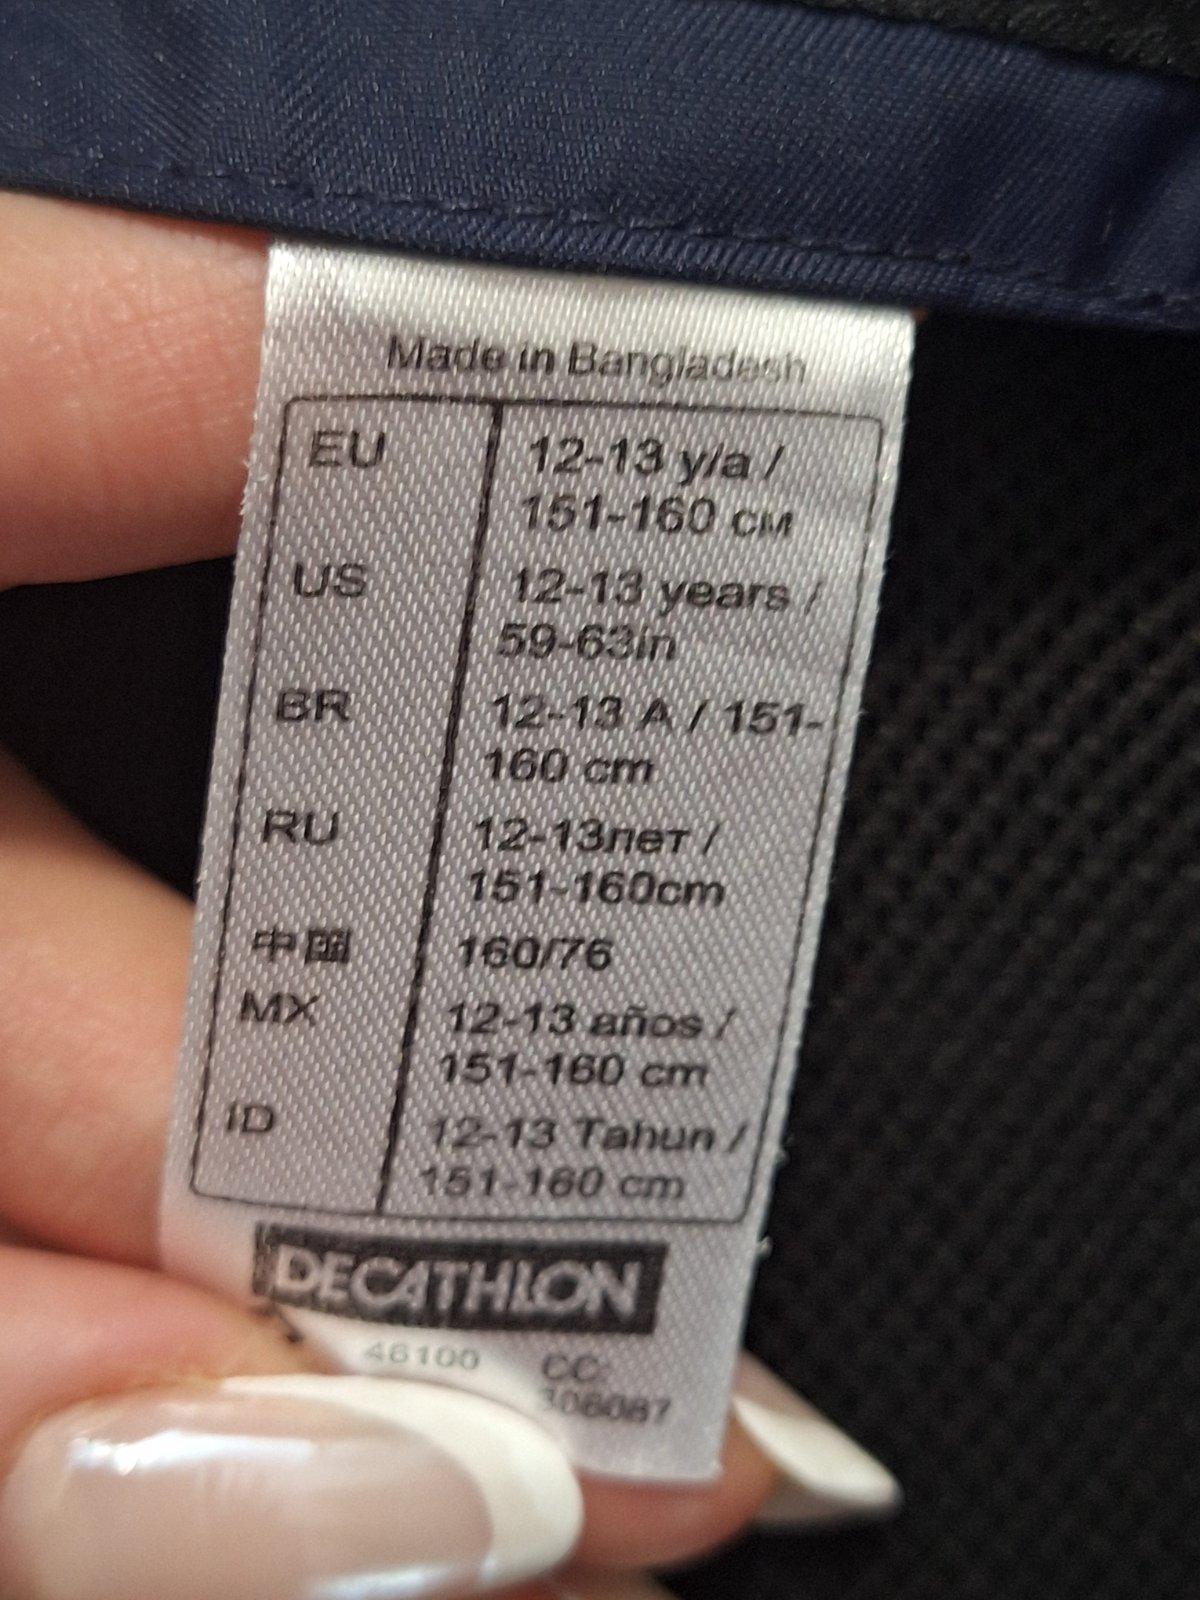 Made in Bangladesh
EU 12-13 y/a /
151-160 см
US 12-13 years /
59-63in
BR 12-13 A / 151-
160 cm
RU 12-13лет /
151-160cm
中國 160/76
MX 12-13 años /
151-160 cm
ID 12-13 Tahun /
151-160 cm
DECATHLON
46100 CC:
306087